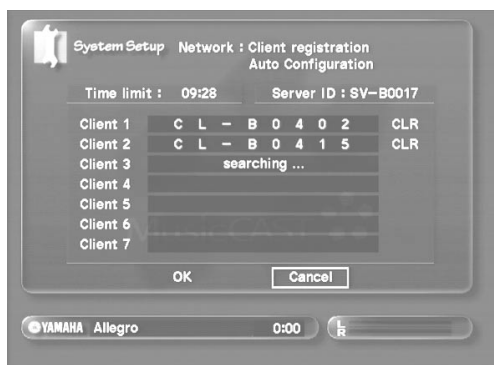 System Setup Network : Client registration
Auto Configuration
Time limit : 09:28 Server ID : SV-B0017
Client 1 C L - B 0 4 0 2 CLR
Client 2 C L - B 0 4 1 5 CLR
Client 3 searching ...
Client 4
Client 5
Client 6
Client 7
MusicCAST
OK Cancel
YAMAHA Allegro 0:00 L
R